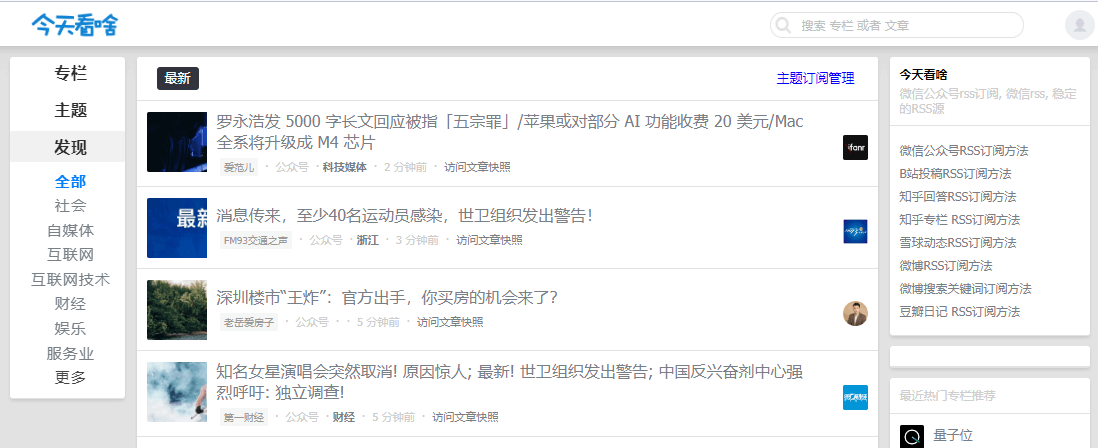 今天看啥
搜索 专栏 或者 文章
专栏
主题
发现
全部
社会
自媒体
互联网
互联网技术
财经
娱乐
服务业
更多
最新
主题订阅管理
罗永浩发 5000 字长文回应被指「五宗罪」/苹果或对部分 AI 功能收费 20 美元/Mac
全系将升级成 M4 芯片
爱范儿 · 公众号 · 科技媒体 · 2 分钟前 · 访问文章快照
ifanr
最新
消息传来，至少40名运动员感染，世卫组织发出警告！
FM93交通之声 · 公众号 · 浙江 · 3 分钟前 · 访问文章快照
深圳楼市“王炸”：官方出手，你买房的机会来了？
老岳爱房子 · 公众号 · · 5 分钟前 · 访问文章快照
知名女星演唱会突然取消! 原因惊人; 最新! 世卫组织发出警告; 中国反兴奋剂中心强
烈呼吁: 独立调查!
第一财经 · 公众号 · 财经 · 5 分钟前 · 访问文章快照
今天看啥
微信公众号rss订阅, 微信rss, 稳定
的RSS源
微信公众号RSS订阅方法
B站投稿RSS订阅方法
知乎回答RSS订阅方法
知乎专栏 RSS订阅方法
雪球动态RSS订阅方法
微博RSS订阅方法
微博搜索关键词订阅方法
豆瓣日记 RSS订阅方法
最近热门专栏推荐
量子位